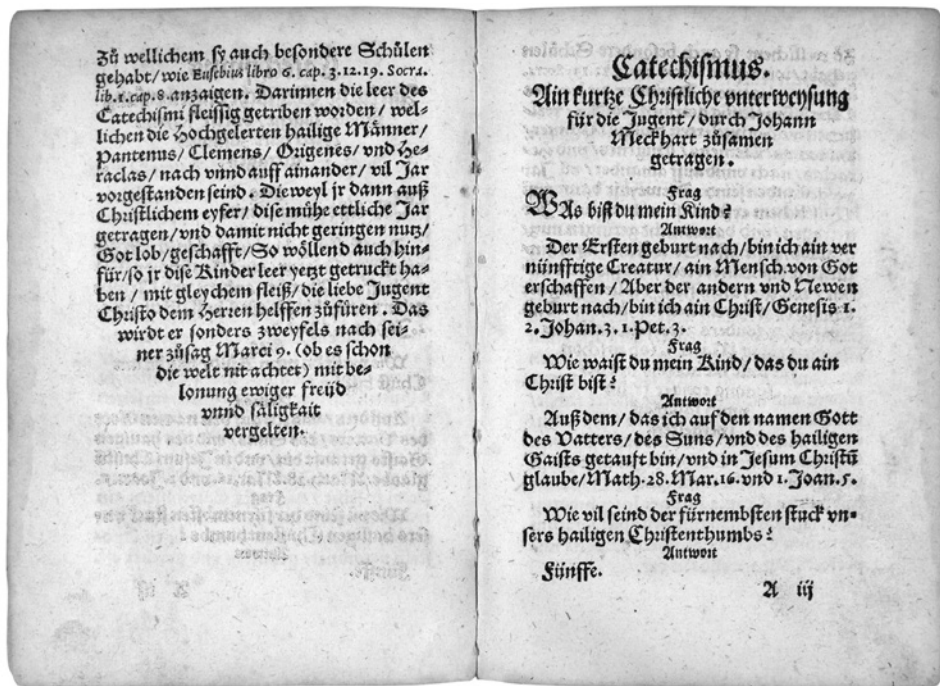 Zů wellichem sy auch besondere Schůlen
gehabt/ wie Eusebius libro 6. cap. 3. 12. 19. Socra.
lib. 1. cap. 8. anzaigen. Darinnen die leer des
Catechismi fleissig getriben worden/ wel-
lichen die Hochgelerten hailige Männer/
Pantenus/ Clemens/ Origenes/ vnd He-
raclas/ nach vnnd auff ainander/ vil Jar
vorgestanden seind. Die weyl jr dann auß
Christlichem eyfer/ dise mühe ettliche Jar
getragen/ vnd damit nicht geringen nutz/
Got lob/ geschafft/ So wöllend auch hin-
für/ so jr dise Kinder leer yetzt getruckt ha-
ben/ mit gleychem fleiß/ die liebe Jugent
Christo dem Herren helffen zůfüren. Das
wirdt er sonders zweyfels nach sei-
ner zůsag Marci 9. (ob es schon
die welt nit achtet) mit be-
lonung ewiger freüd
vnnd säligkait
vergelten.
Catechismus.
Ain kurtze Christliche vnterweysung
für die Jugent/ durch Johann
Meckhart zůsamen
getragen.
Frag
WAs bist du mein Kind?
Antwort
Der Ersten geburt nach/ bin ich ain ver
nünfftige Creatur/ ain Mensch von Got
erschaffen/ Aber der andern vnd Newen
geburt nach/ bin ich ain Christ/ Genesis 1.
2. Johan. 3. 1. Pet. 3.
Frag
Wie waist du mein Kind/ das du ain
Christ bist?
Antwort
Auß dem/ das ich auf den namen Gott
des Vatters/ des Suns/ vnd des hailigen
Gaists getauft bin/ vnd in Jesum Christū
glaube/ Math. 28. Mar. 16. vnd 1. Joan. 5.
Frag
Wie vil seind der fürnembsten stuck vn-
sers hailigen Christenthumbs?
Antwort
Fünffe.
A iij